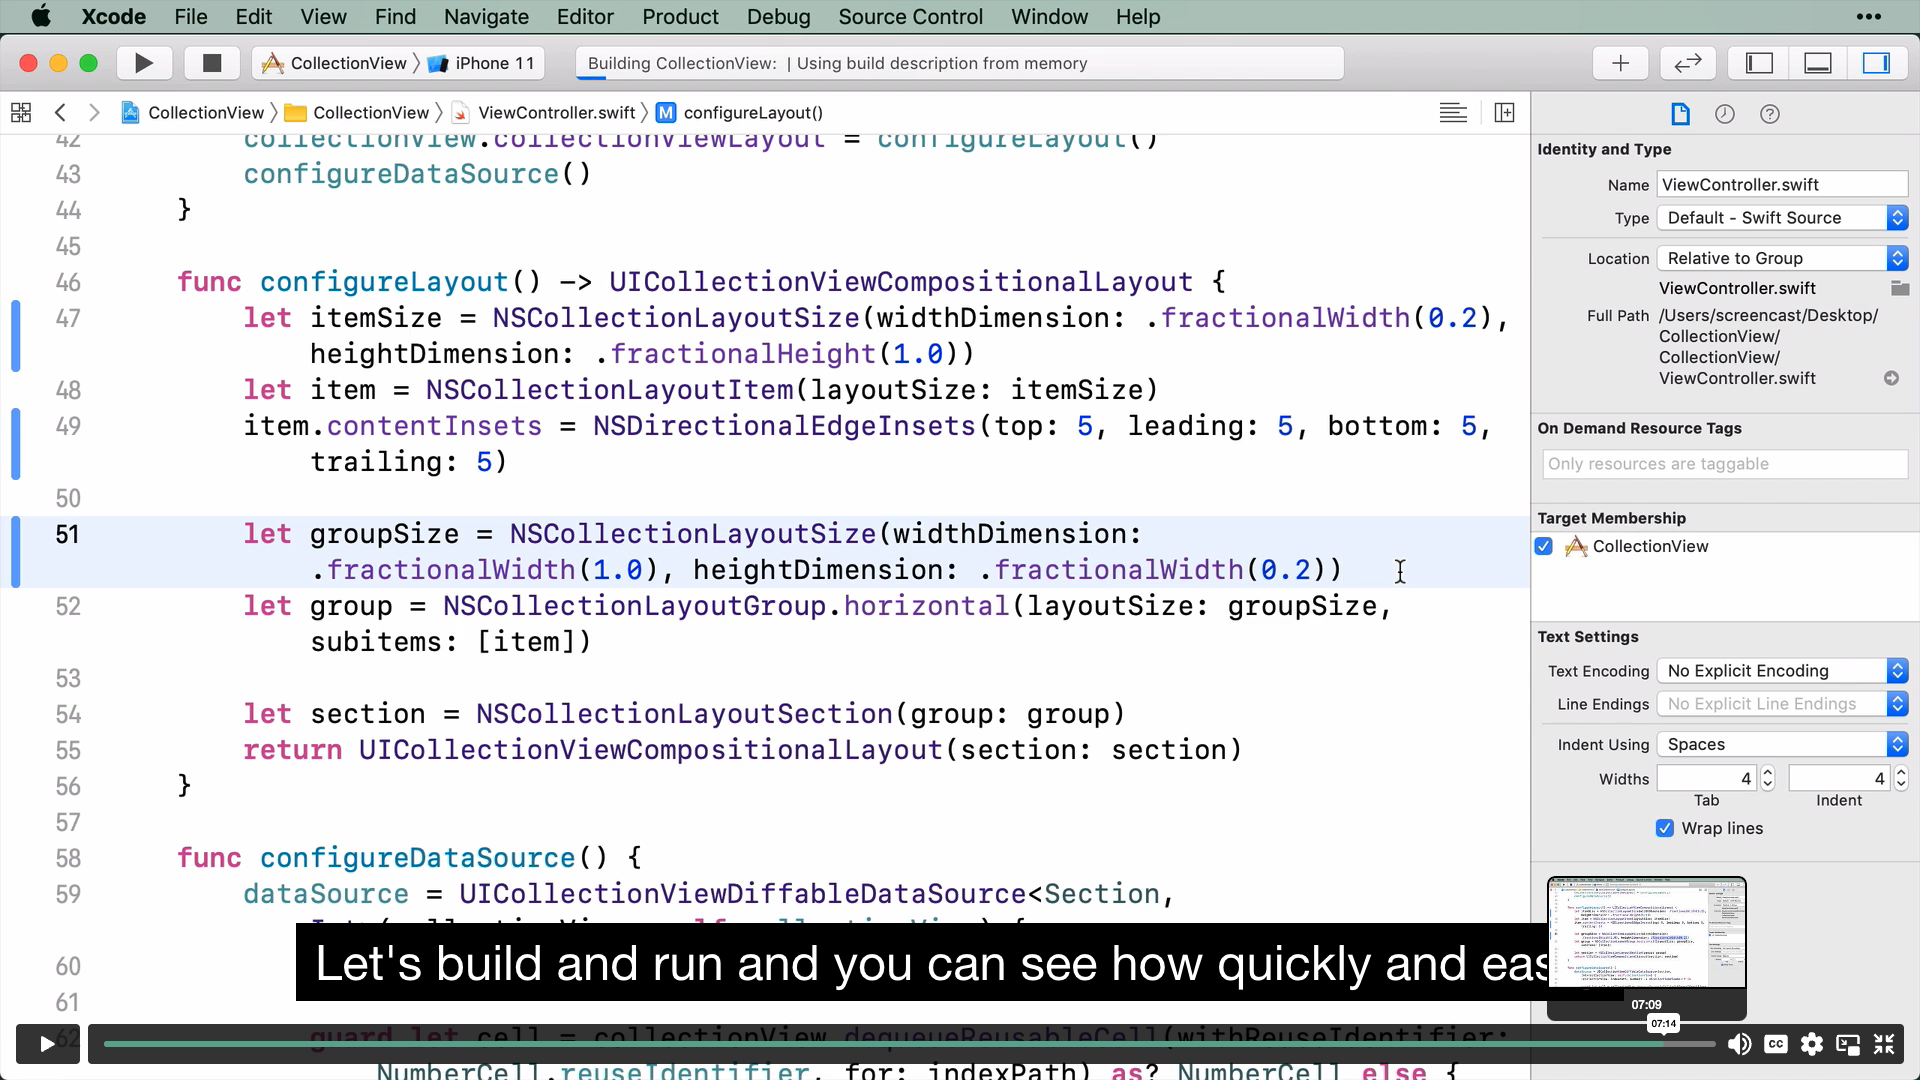 Xcode File Edit View Find Navigate Editor Product Debug Source Control Window Help
CollectionView iPhone 11 Building CollectionView: | Using build description from memory
CollectionView CollectionView ViewController.swift M configureLayout()
42 collectionView.collectionViewLayout = configureLayout()
43 configureDataSource()
44 }
45
46 func configureLayout() -> UICollectionViewCompositionalLayout {
47 let itemSize = NSCollectionLayoutSize(widthDimension: .fractionalWidth(0.2),
heightDimension: .fractionalHeight(1.0))
48 let item = NSCollectionLayoutItem(layoutSize: itemSize)
49 item.contentInsets = NSDirectionalEdgeInsets(top: 5, leading: 5, bottom: 5,
trailing: 5)
50
51 let groupSize = NSCollectionLayoutSize(widthDimension:
.fractionalWidth(1.0), heightDimension: .fractionalWidth(0.2))
52 let group = NSCollectionLayoutGroup.horizontal(layoutSize: groupSize,
subitems: [item])
53
54 let section = NSCollectionLayoutSection(group: group)
55 return UICollectionViewCompositionalLayout(section: section)
56 }
57
58 func configureDataSource() {
59 dataSource = UICollectionViewDiffableDataSource<Section,
60
61
62 guard let cell = collectionView.dequeueReusableCell(withReuseIdentifier:
NumberCell.reuseIdentifier, for: indexPath) as? NumberCell else {
Let's build and run and you can see how quickly and eas
Identity and Type
Name ViewController.swift
Type Default - Swift Source
Location Relative to Group
ViewController.swift
Full Path /Users/screencast/Desktop/
CollectionView/
CollectionView/
ViewController.swift
On Demand Resource Tags
Only resources are taggable
Target Membership
CollectionView
Text Settings
Text Encoding No Explicit Encoding
Line Endings No Explicit Line Endings
Indent Using Spaces
Widths 4 4
Tab Indent
Wrap lines
07:09
07:14
CC